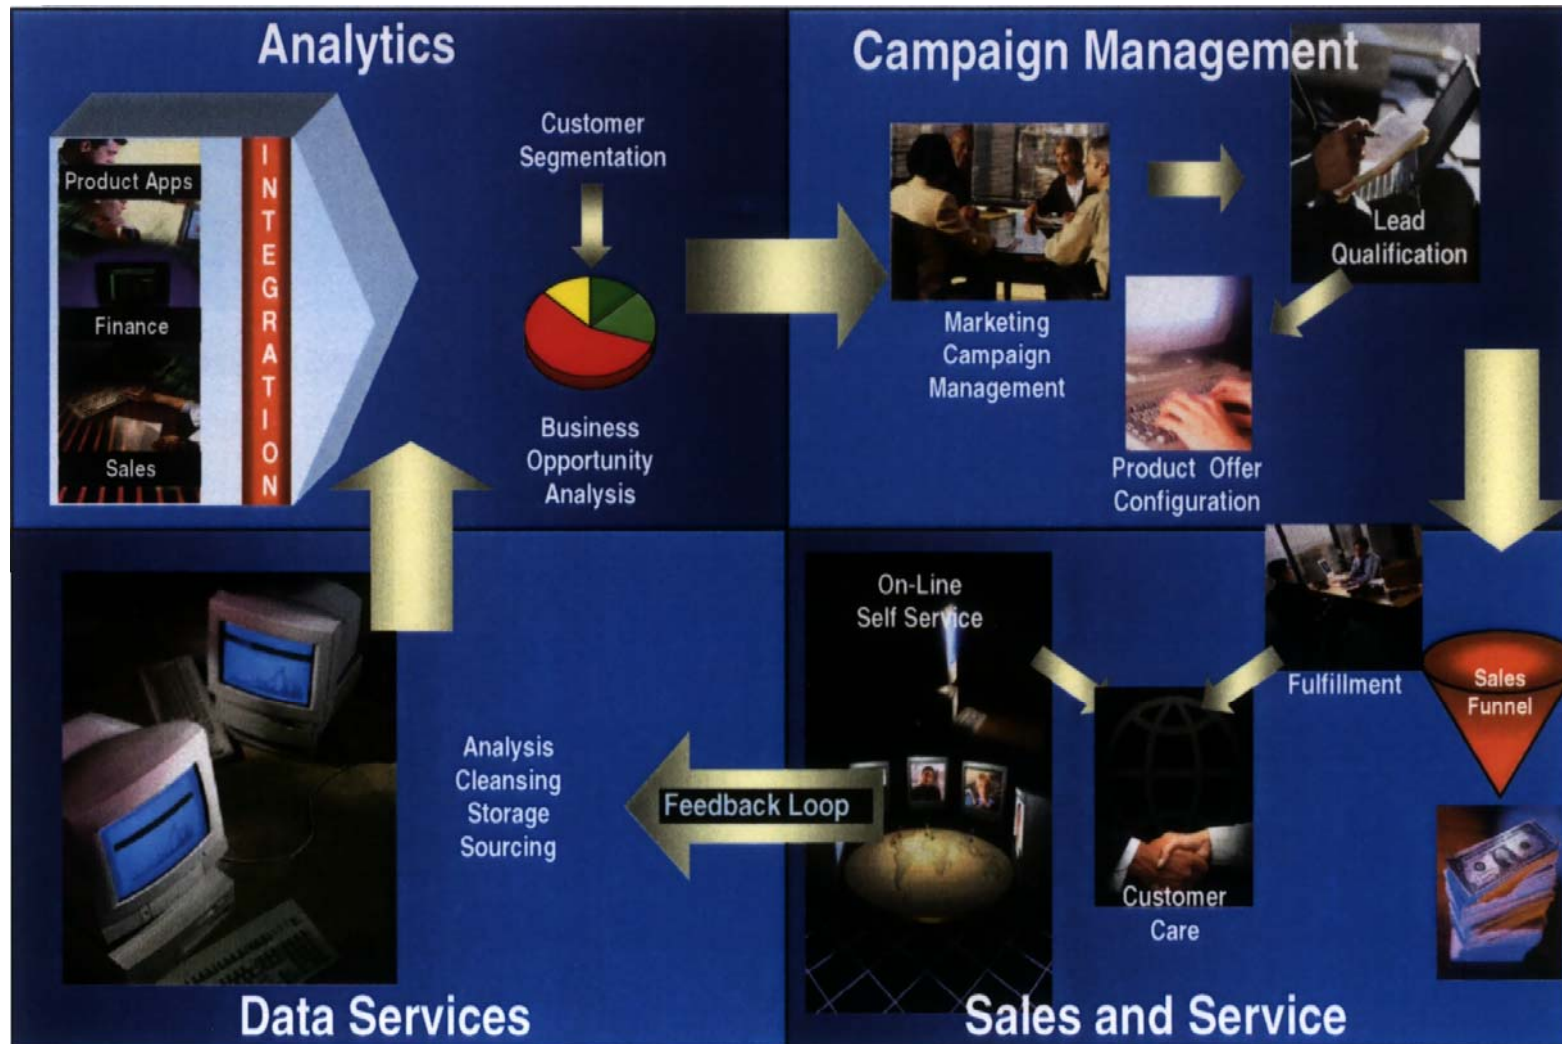 Analytics
Product Apps
Finance
Sales
INTEGRATION
Customer
Segmentation
Business
Opportunity
Analysis
Campaign Management
Marketing
Campaign
Management
Lead
Qualification
Product Offer
Configuration
Analysis
Cleansing
Storage
Sourcing
Data Services
Feedback Loop
On-Line
Self Service
Fulfillment
Customer
Care
Sales
Funnel
Sales and Service